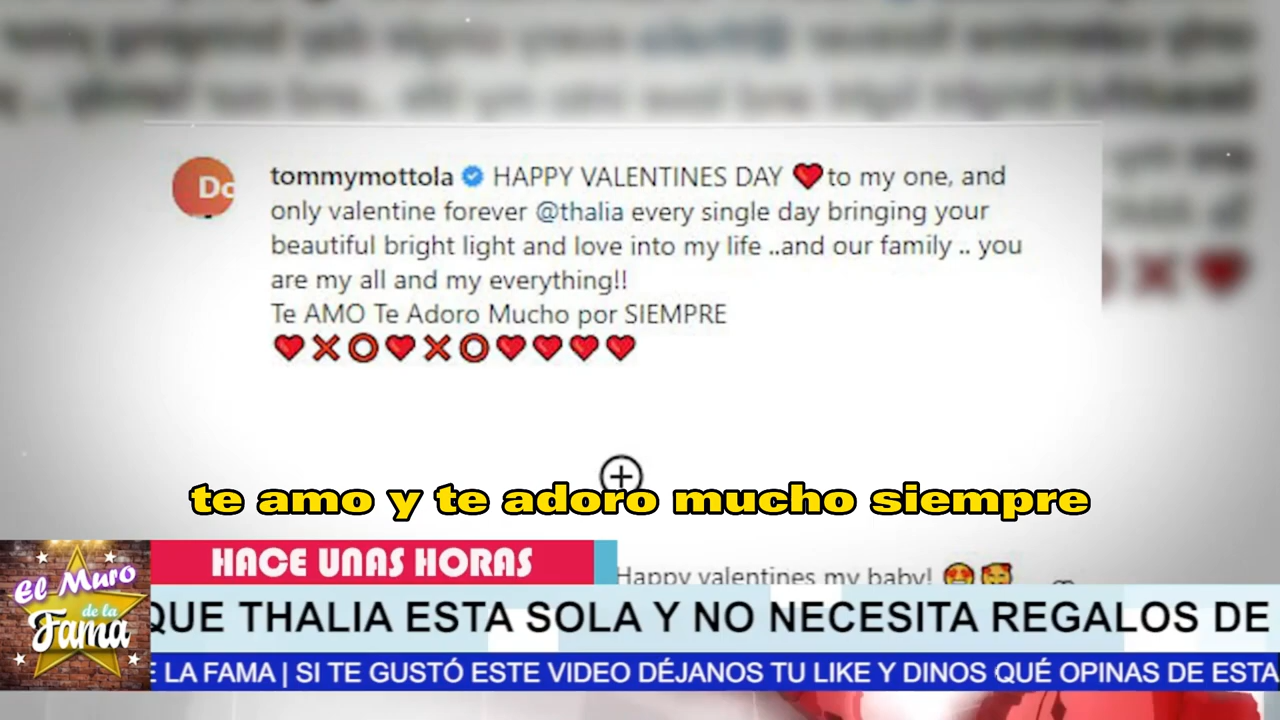 Do
tommymottola HAPPY VALENTINES DAY ❤️to my one, and
only valentine forever @thalia every single day bringing your
beautiful bright light and love into my life ..and our family .. you
are my all and my everything!!
Te AMO Te Adoro Mucho por SIEMPRE
❤️❌⭕❤️❌⭕❤️❤️❤️❤️
te amo y te adoro mucho siempre
HACE UNAS HORAS
Happy valentines my baby! 😍🥰
El Muro
de la
Fama
QUE THALIA ESTA SOLA Y NO NECESITA REGALOS DE
E LA FAMA | SI TE GUSTÓ ESTE VIDEO DÉJANOS TU LIKE Y DINOS QUÉ OPINAS DE ESTA